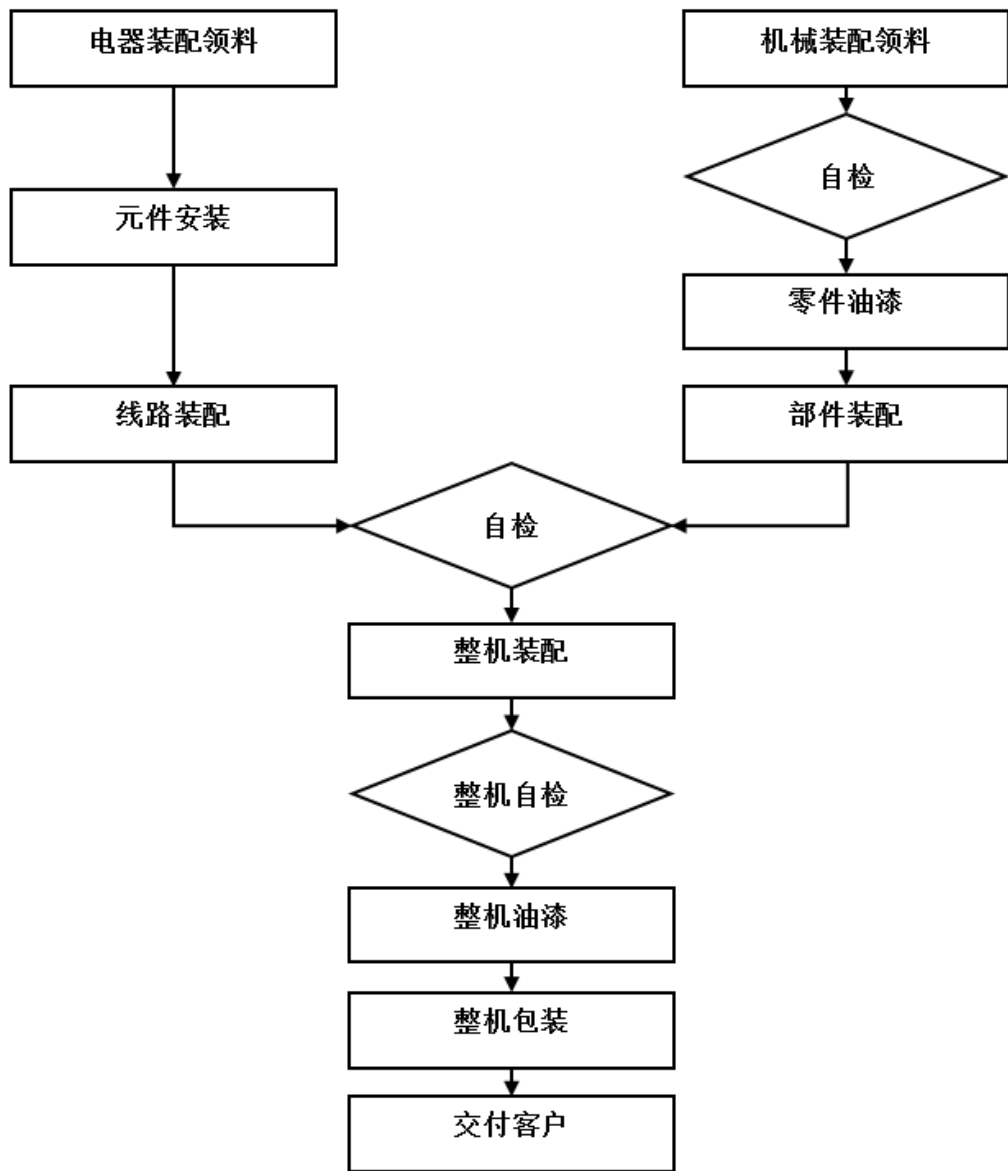 电器装配领料
机械装配领料
自检
元件安装
零件油漆
线路装配
部件装配
自检
整机装配
整机自检
整机油漆
整机包装
交付客户